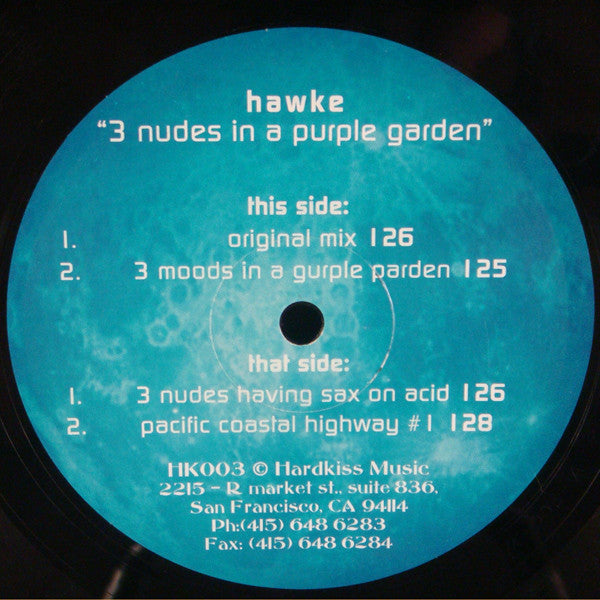 hawke
“3 nudes in a purple garden”
this side:
1. original mix 126
2. 3 moods in a gurple parden 125
that side:
1. 3 nudes having sax on acid 126
2. pacific coastal highway #1 128
HK003 © Hardkiss Music
2215 - R market st., suite 836,
San Francisco, CA 94114
Ph:(415) 648 6283
Fax: (415) 648 6284